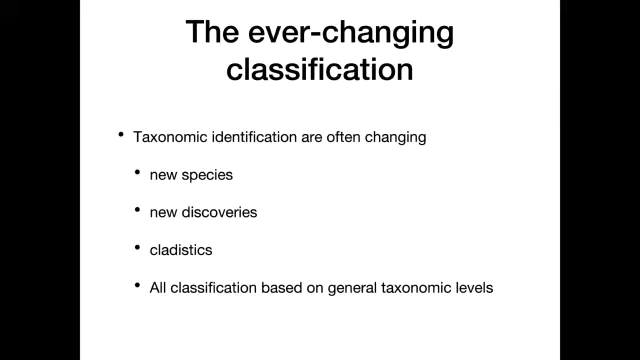 The ever-changing
classification
• Taxonomic identification are often changing
• new species
• new discoveries
• cladistics
• All classification based on general taxonomic levels